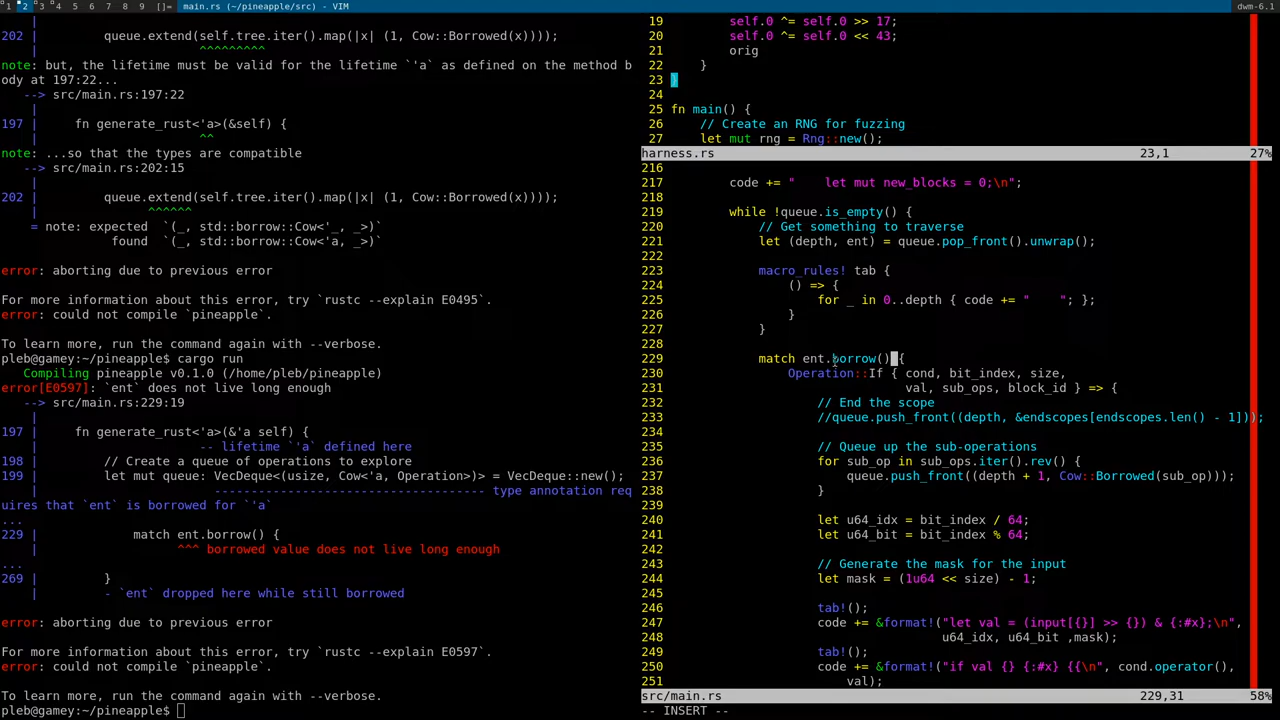 1 2 3 4 5 6 7 8 9 []= main.rs (~/pineapple/src) - VIM dwm-6.1
202 |         queue.extend(self.tree.iter().map(|x| (1, Cow::Borrowed(x))));
    |                      ^^^^^^^^^
note: but, the lifetime must be valid for the lifetime `'a` as defined on the method b
ody at 197:22...
   --> src/main.rs:197:22
    |
197 |     fn generate_rust<'a>(&self) {
    |                      ^^
note: ...so that the types are compatible
   --> src/main.rs:202:15
    |
202 |         queue.extend(self.tree.iter().map(|x| (1, Cow::Borrowed(x))));
    |               ^^^^^^
    = note: expected  `(_, std::borrow::Cow<'_, _>)`
               found  `(_, std::borrow::Cow<'a, _>)`
error: aborting due to previous error
For more information about this error, try `rustc --explain E0495`.
error: could not compile `pineapple`.
To learn more, run the command again with --verbose.
pleb@gamey:~/pineapple$ cargo run
   Compiling pineapple v0.1.0 (/home/pleb/pineapple)
error[E0597]: `ent` does not live long enough
   --> src/main.rs:229:19
    |
197 |     fn generate_rust<'a>(&'a self) {
    |                      -- lifetime `'a` defined here
198 |         // Create a queue of operations to explore
199 |         let mut queue: VecDeque<(usize, Cow<'a, Operation>)> = VecDeque::new();
    |                        ------------------------------------- type annotation req
uires that `ent` is borrowed for `'a`
...
229 |             match ent.borrow() {
    |                   ^^^ borrowed value does not live long enough
...
269 |         }
    |         - `ent` dropped here while still borrowed
error: aborting due to previous error
For more information about this error, try `rustc --explain E0597`.
error: could not compile `pineapple`.
To learn more, run the command again with --verbose.
pleb@gamey:~/pineapple$
19         self.0 ^= self.0 >> 17;
20         self.0 ^= self.0 << 43;
21         orig
22     }
23 }
24
25 fn main() {
26     // Create an RNG for fuzzing
27     let mut rng = Rng::new();
harness.rs 23,1 27%
216
217         code += "    let mut new_blocks = 0;\n";
218
219         while !queue.is_empty() {
220             // Get something to traverse
221             let (depth, ent) = queue.pop_front().unwrap();
222
223             macro_rules! tab {
224                 () => {
225                     for _ in 0..depth { code += "    "; };
226                 }
227             }
228
229             match ent.borrow() {
230                 Operation::If { cond, bit_index, size,
231                                 val, sub_ops, block_id } => {
232                     // End the scope
233                     //queue.push_front((depth, &endscopes[endscopes.len() - 1]));
234
235                     // Queue up the sub-operations
236                     for sub_op in sub_ops.iter().rev() {
237                         queue.push_front((depth + 1, Cow::Borrowed(sub_op)));
238                     }
239
240                     let u64_idx = bit_index / 64;
241                     let u64_bit = bit_index % 64;
242
243                     // Generate the mask for the input
244                     let mask = (1u64 << size) - 1;
245
246                     tab!();
247                     code += &format!("let val = (input[{}] >> {}) & {:#x};\n",
248                                      u64_idx, u64_bit ,mask);
249                     tab!();
250                     code += &format!("if val {} {:#x} {{\n", cond.operator(),
251                         val);
src/main.rs 229,31 58%
-- INSERT --